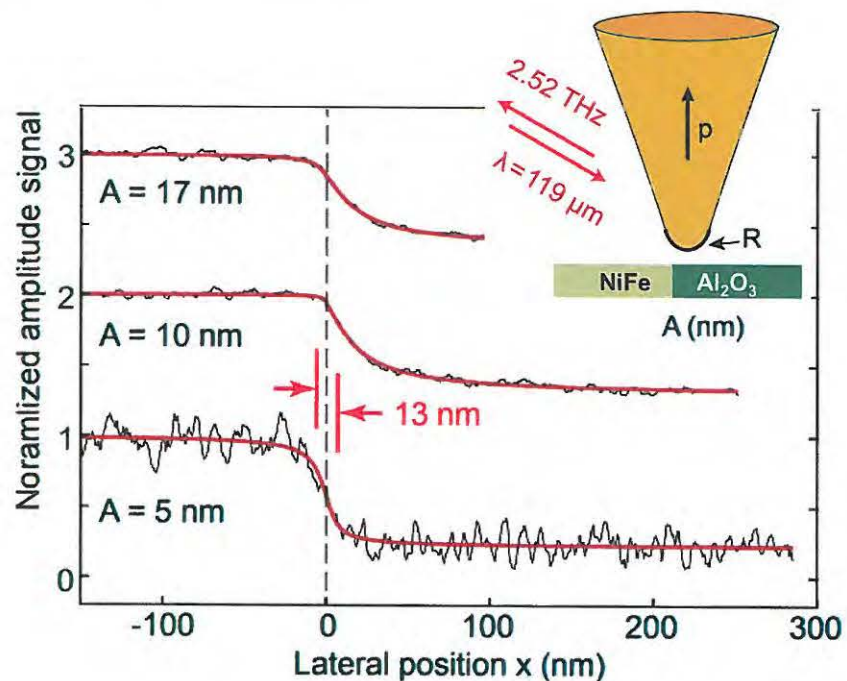 2.52 THz
λ = 119 μm
p
R
NiFe
Al₂O₃
A (nm)
Noramlized amplitude signal
3
A = 17 nm
2
A = 10 nm
13 nm
1
A = 5 nm
0
-100
0
100
200
300
Lateral position x (nm)